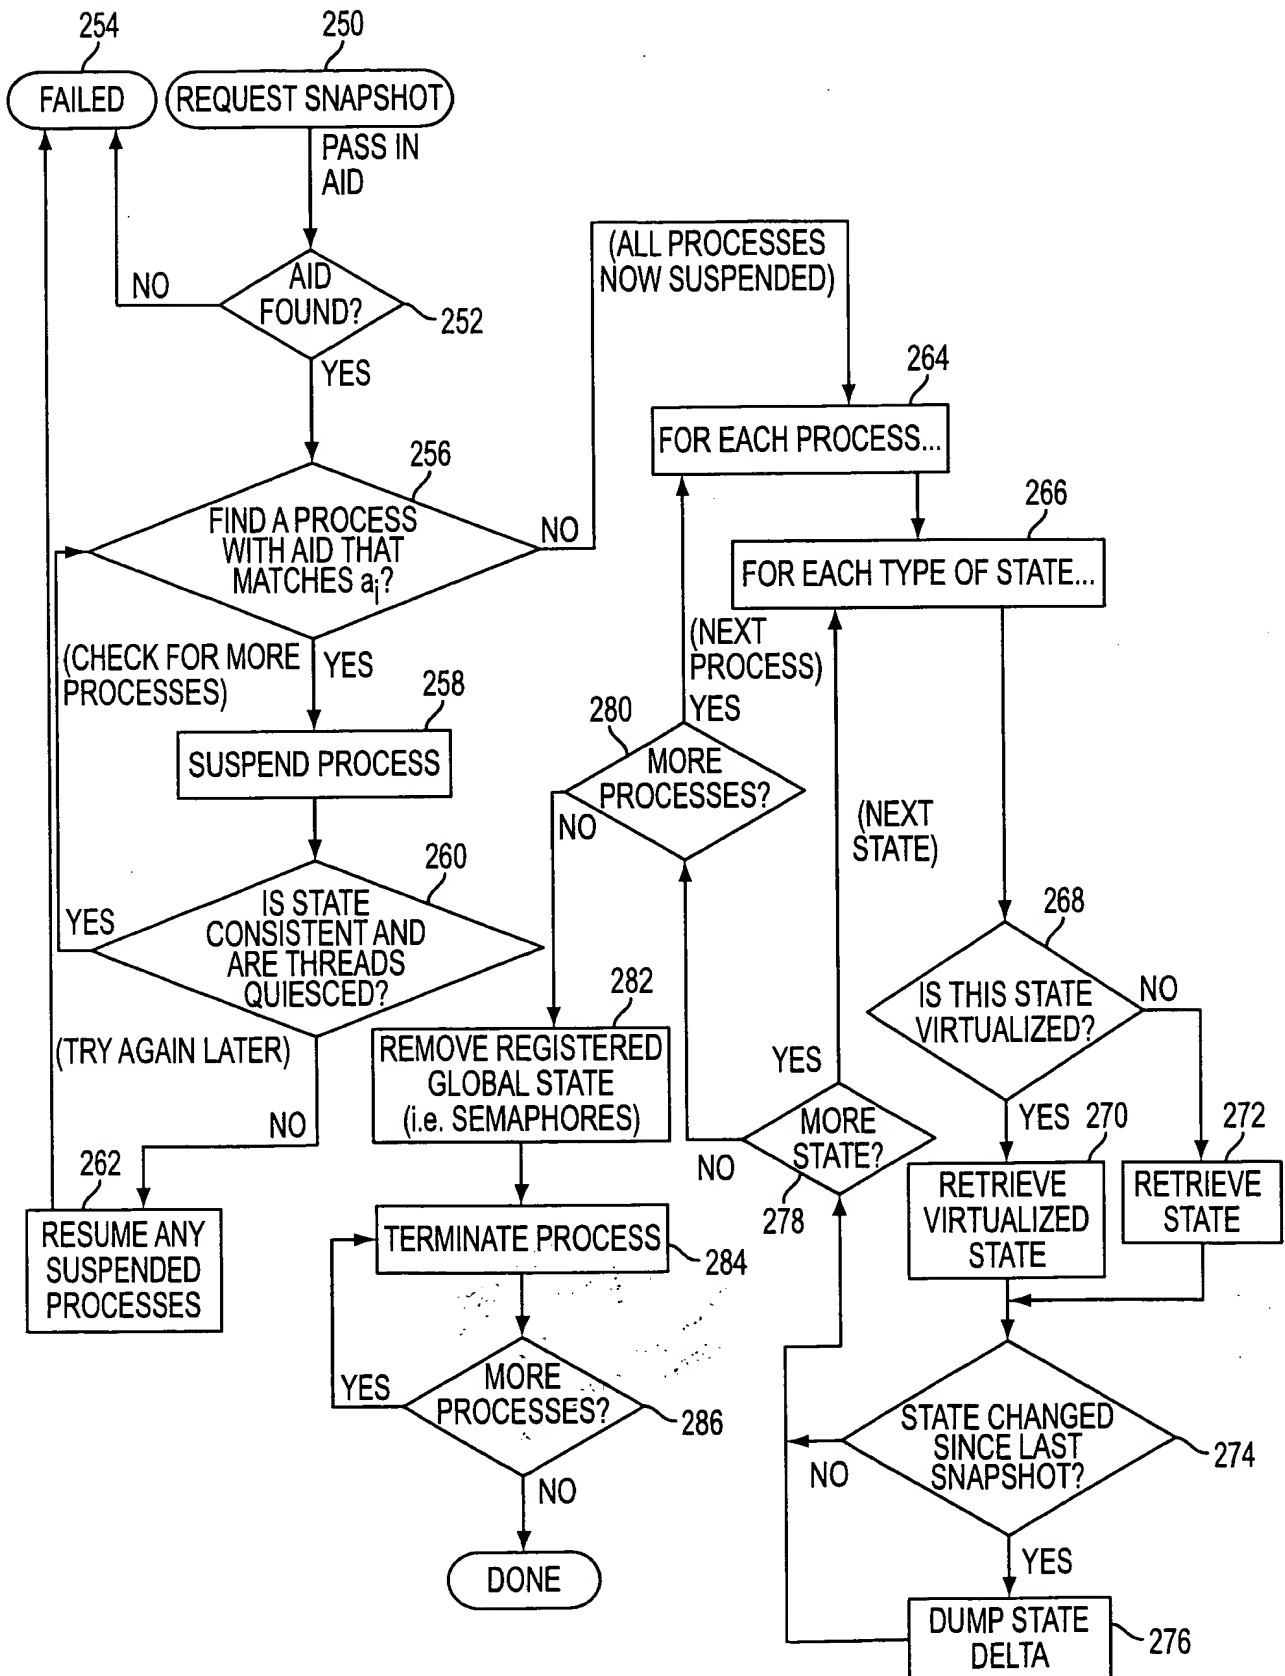 254
250
FAILED
REQUEST SNAPSHOT
PASS IN
AID
AID
FOUND?
NO
252
YES
(ALL PROCESSES
NOW SUSPENDED)
264
FOR EACH PROCESS...
256
FIND A PROCESS
WITH AID THAT
MATCHES ai?
NO
266
FOR EACH TYPE OF STATE...
(CHECK FOR MORE
PROCESSES)
YES
258
SUSPEND PROCESS
(NEXT
PROCESS)
YES
280
MORE
PROCESSES?
NO
(NEXT
STATE)
260
IS STATE
CONSISTENT AND
ARE THREADS
QUIESCED?
YES
268
IS THIS STATE
VIRTUALIZED?
NO
YES
(TRY AGAIN LATER)
NO
282
REMOVE REGISTERED
GLOBAL STATE
(i.e. SEMAPHORES)
YES
MORE
STATE?
NO
278
270
RETRIEVE
VIRTUALIZED
STATE
272
RETRIEVE
STATE
262
RESUME ANY
SUSPENDED
PROCESSES
TERMINATE PROCESS
284
YES
MORE
PROCESSES?
286
NO
DONE
STATE CHANGED
SINCE LAST
SNAPSHOT?
274
NO
YES
DUMP STATE
DELTA
276